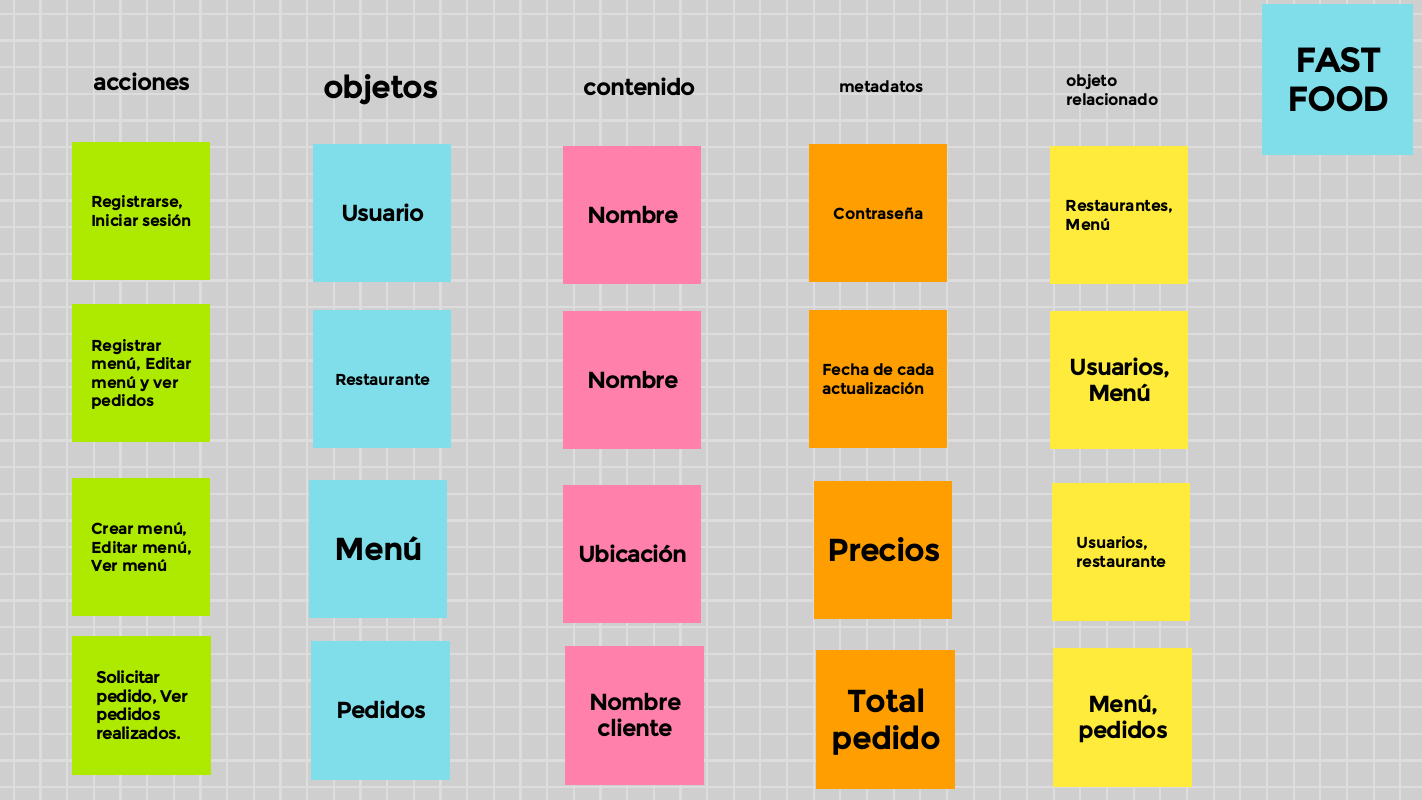 FAST
FOOD
acciones
objetos
contenido
metadatos
objeto
relacionado
Registrarse,
Iniciar sesión
Usuario
Nombre
Contraseña
Restaurantes,
Menú
Registrar
menú, Editar
menú y ver
pedidos
Restaurante
Nombre
Fecha de cada
actualización
Usuarios,
Menú
Crear menú,
Editar menú,
Ver menú
Menú
Ubicación
Precios
Usuarios,
restaurante
Solicitar
pedido, Ver
pedidos
realizados.
Pedidos
Nombre
cliente
Total
pedido
Menú,
pedidos